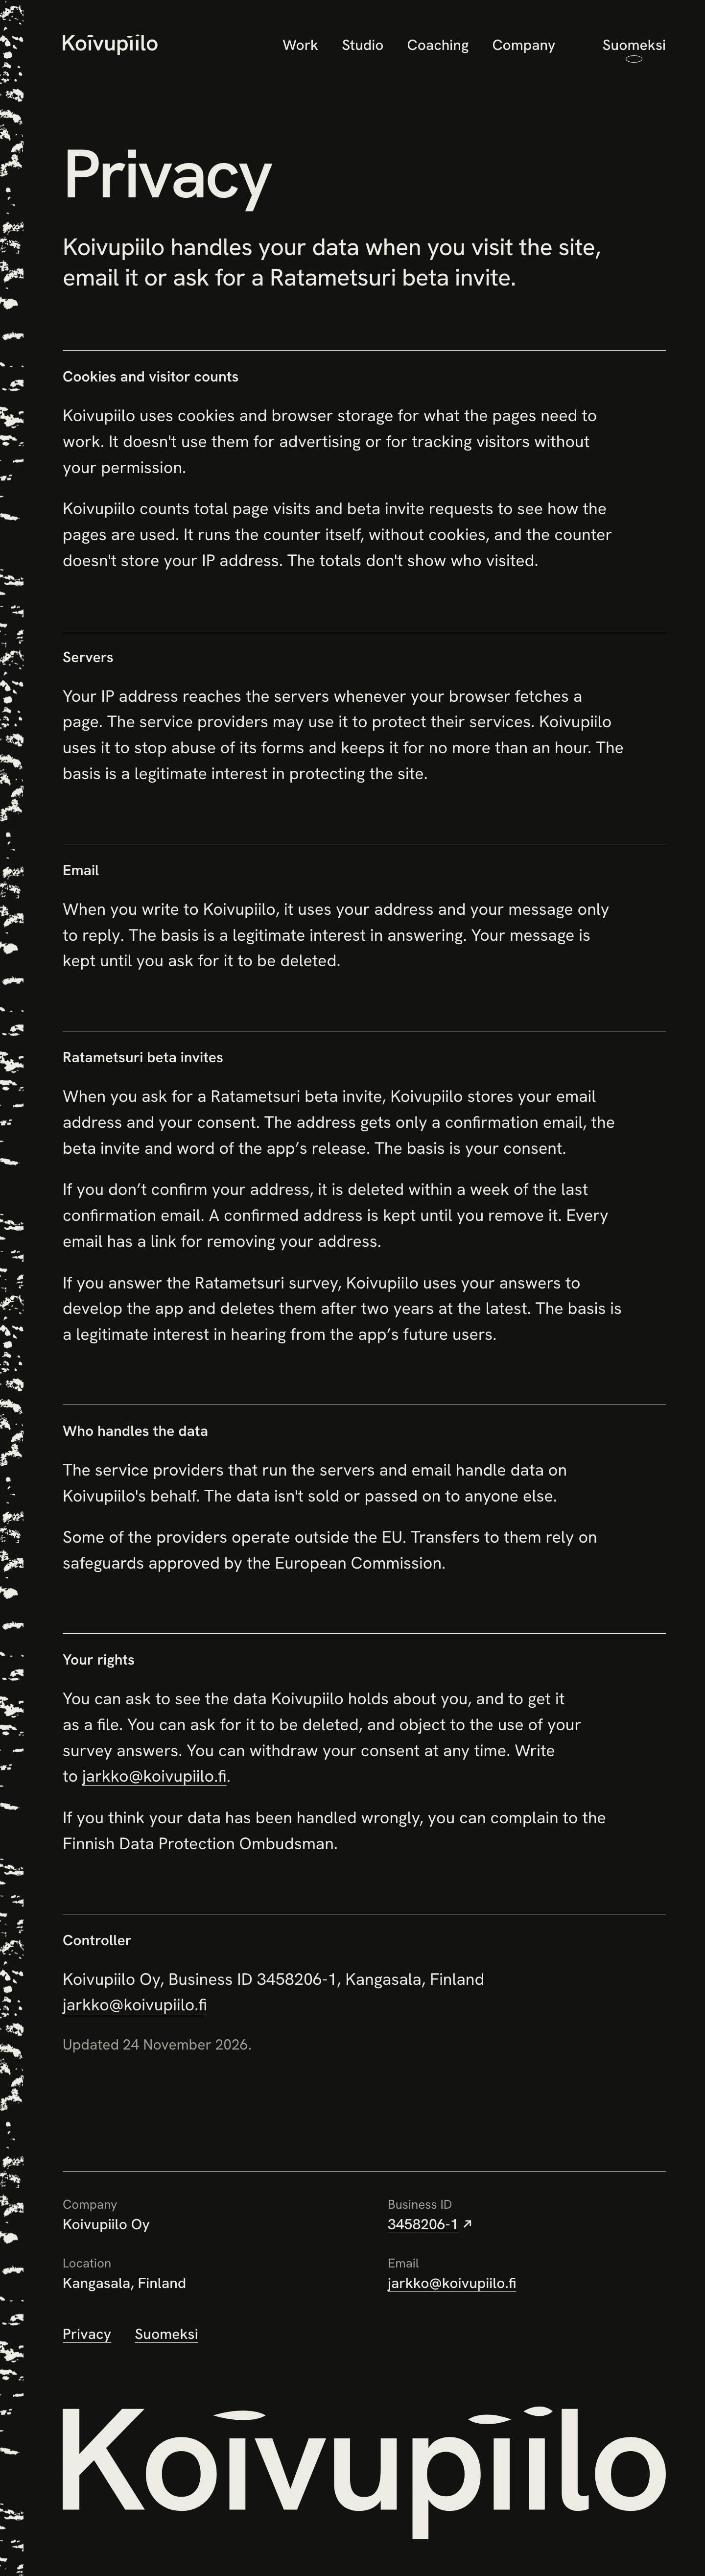 Koivupiilo
Work Studio Coaching Company Suomeksi
Privacy
Koivupiilo handles your data when you visit the site,
email it or ask for a Ratametsuri beta invite.
Cookies and visitor counts
Koivupiilo uses cookies and browser storage for what the pages need to
work. It doesn't use them for advertising or for tracking visitors without
your permission.
Koivupiilo counts total page visits and beta invite requests to see how the
pages are used. It runs the counter itself, without cookies, and the counter
doesn't store your IP address. The totals don't show who visited.
Servers
Your IP address reaches the servers whenever your browser fetches a
page. The service providers may use it to protect their services. Koivupiilo
uses it to stop abuse of its forms and keeps it for no more than an hour. The
basis is a legitimate interest in protecting the site.
Email
When you write to Koivupiilo, it uses your address and your message only
to reply. The basis is a legitimate interest in answering. Your message is
kept until you ask for it to be deleted.
Ratametsuri beta invites
When you ask for a Ratametsuri beta invite, Koivupiilo stores your email
address and your consent. The address gets only a confirmation email, the
beta invite and word of the app’s release. The basis is your consent.
If you don’t confirm your address, it is deleted within a week of the last
confirmation email. A confirmed address is kept until you remove it. Every
email has a link for removing your address.
If you answer the Ratametsuri survey, Koivupiilo uses your answers to
develop the app and deletes them after two years at the latest. The basis is
a legitimate interest in hearing from the app’s future users.
Who handles the data
The service providers that run the servers and email handle data on
Koivupiilo's behalf. The data isn't sold or passed on to anyone else.
Some of the providers operate outside the EU. Transfers to them rely on
safeguards approved by the European Commission.
Your rights
You can ask to see the data Koivupiilo holds about you, and to get it
as a file. You can ask for it to be deleted, and object to the use of your
survey answers. You can withdraw your consent at any time. Write
to jarkko@koivupiilo.fi.
If you think your data has been handled wrongly, you can complain to the
Finnish Data Protection Ombudsman.
Controller
Koivupiilo Oy, Business ID 3458206-1, Kangasala, Finland
jarkko@koivupiilo.fi
Updated 24 November 2026.
Company
Koivupiilo Oy
Business ID
3458206-1 ↗
Location
Kangasala, Finland
Email
jarkko@koivupiilo.fi
Privacy Suomeksi
Koivupiilo